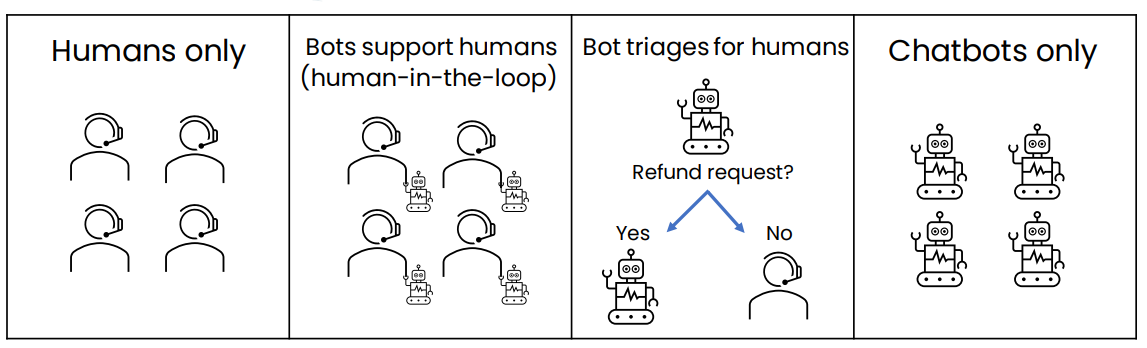 Humans only
Bots support humans
(human-in-the-loop)
Bot triages for humans
Refund request?
Yes
No
Chatbots only